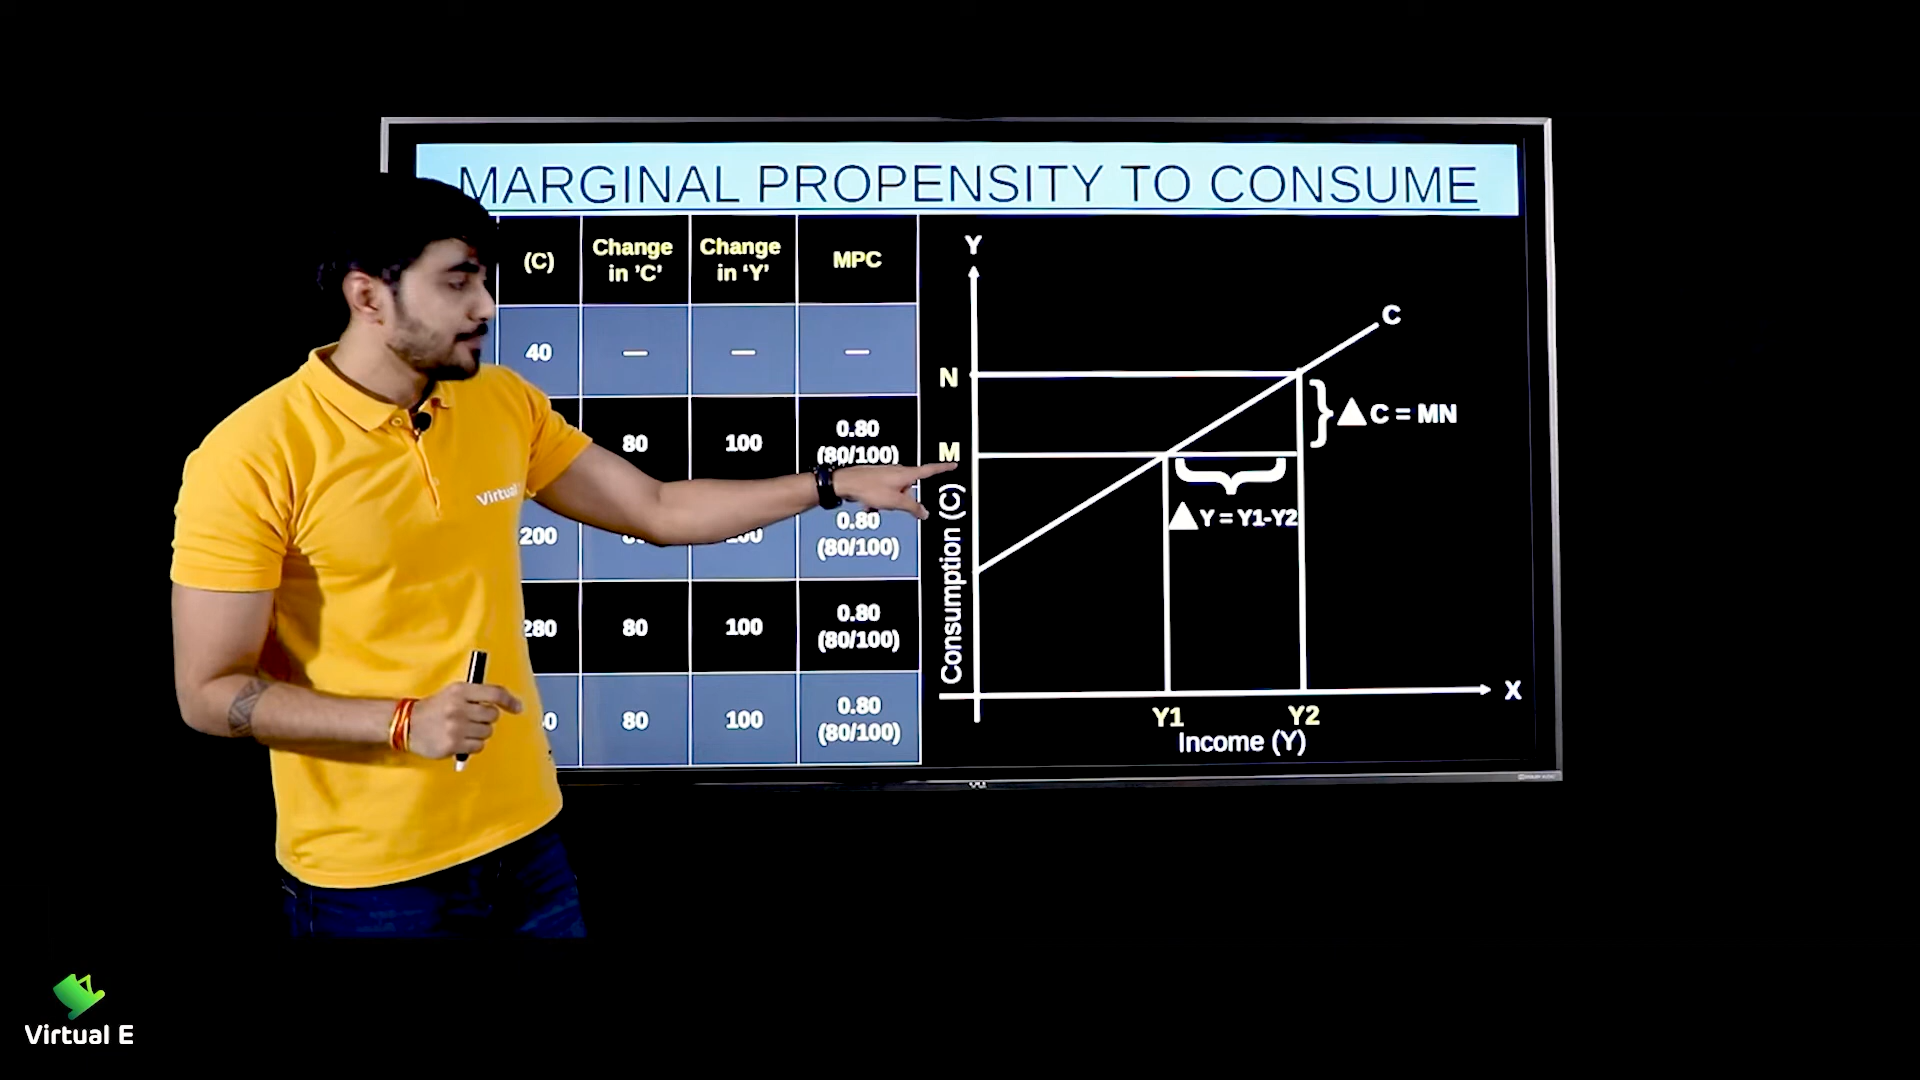 MARGINAL PROPENSITY TO CONSUME
(C)
Change
in 'C'
Change
in ‘Y’
MPC
40
—
—
—
80
100
0.80
(80/100)
200
0.80
(80/100)
280
80
100
0.80
(80/100)
80
100
0.80
(80/100)
Y
C
N
M
C = MN
Y = Y1-Y2
Consumption (C)
X
Y1
Y2
Income (Y)
Virtual
Virtual E